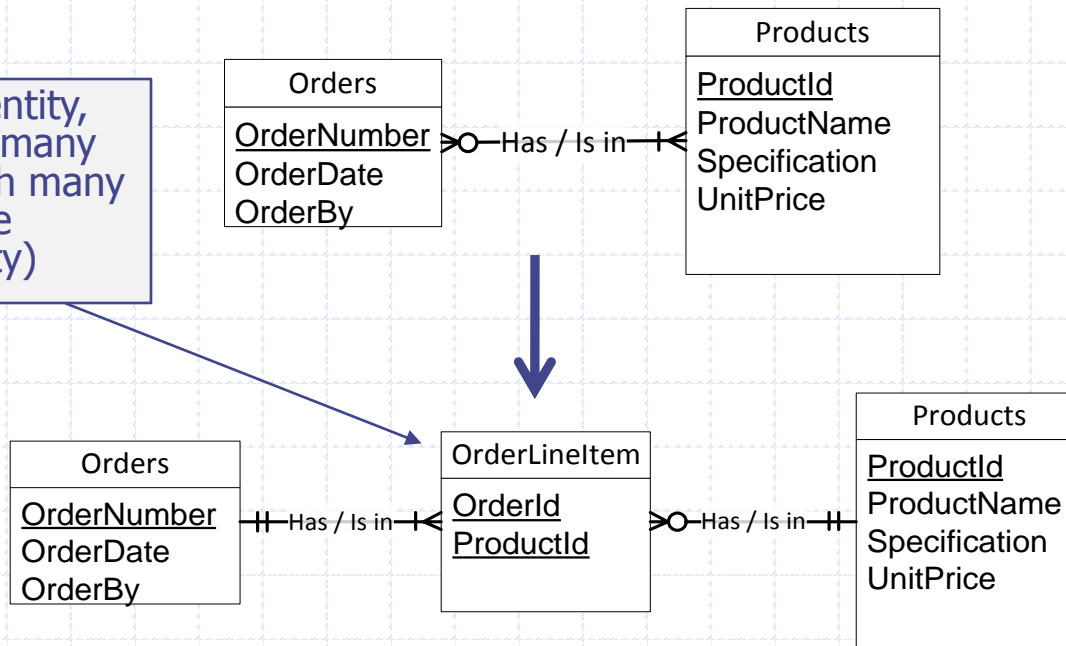 Products
ProductId
ProductName
Specification
UnitPrice
Orders
OrderNumber
OrderDate
OrderBy
Has / Is in
entity,
many
many
ty)
Orders
OrderNumber
OrderDate
OrderBy
Has / Is in
OrderLineItem
OrderId
ProductId
Has / Is in
Products
ProductId
ProductName
Specification
UnitPrice